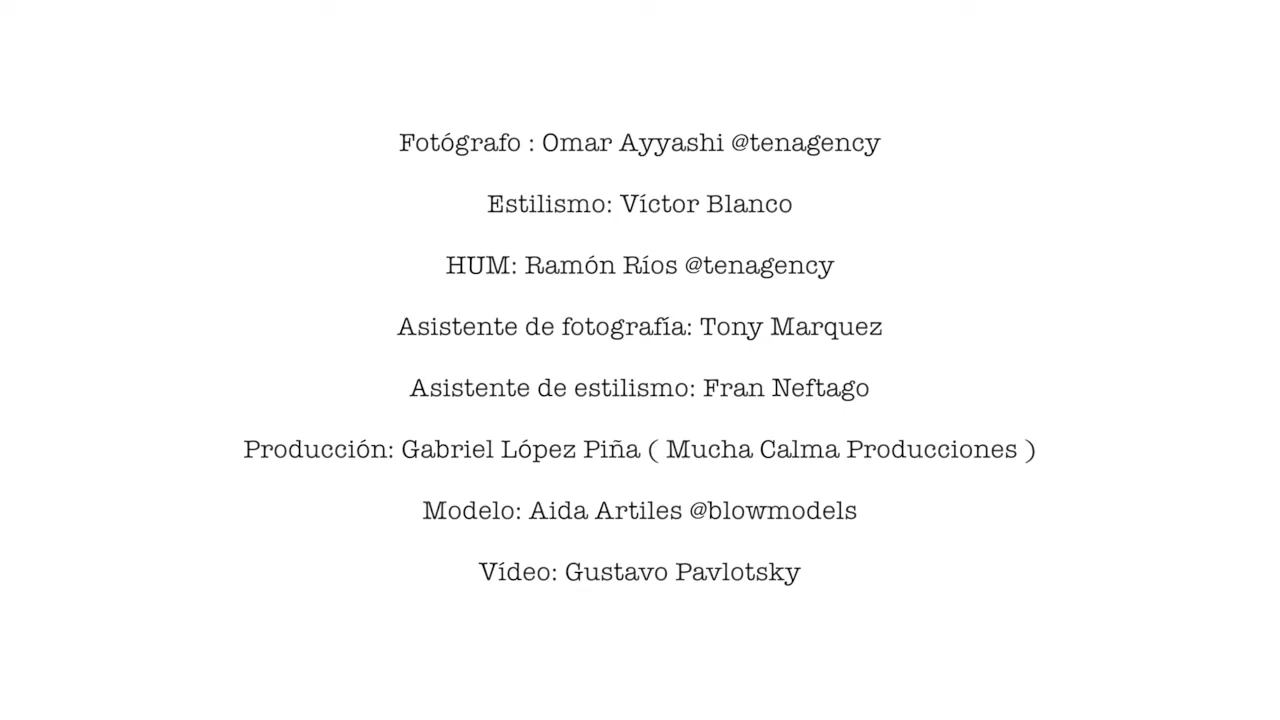 Fotógrafo : Omar Ayyashi @tenagency
Estilismo: Víctor Blanco
HUM: Ramón Ríos @tenagency
Asistente de fotografía: Tony Marquez
Asistente de estilismo: Fran Neftago
Producción: Gabriel López Piña ( Mucha Calma Producciones )
Modelo: Aida Artiles @blowmodels
Vídeo: Gustavo Pavlotsky